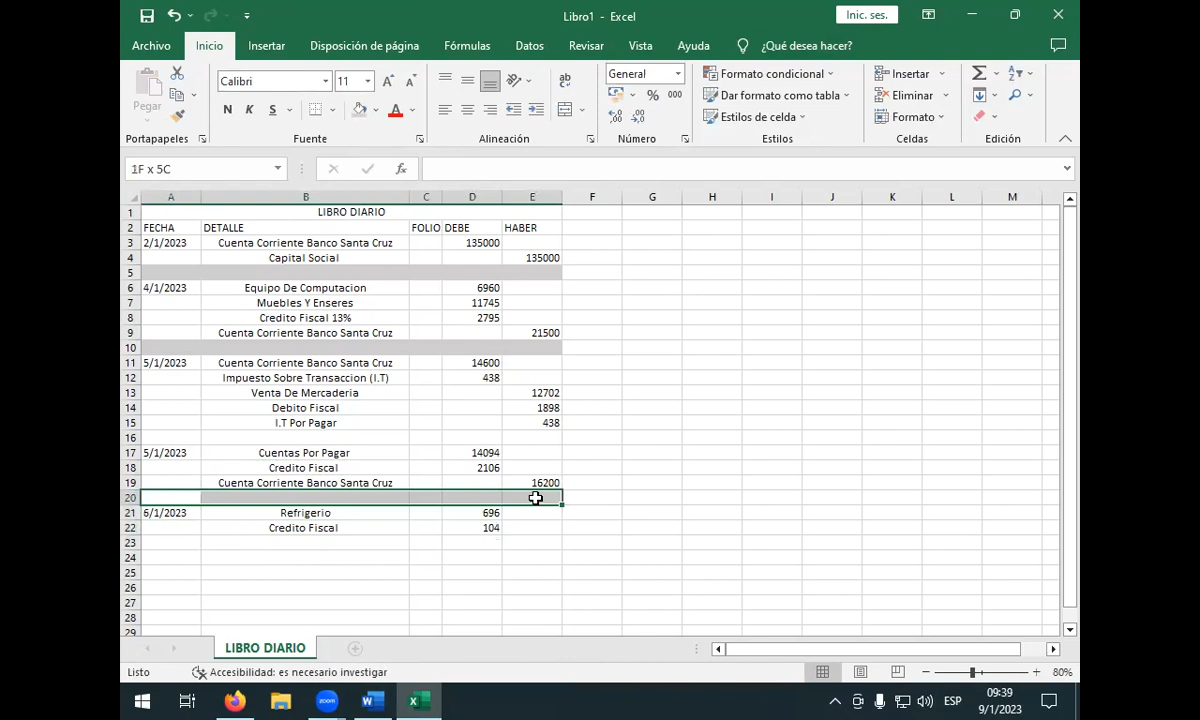 Libro1 - Excel
Inic. ses.
Archivo Inicio Insertar Disposición de página Fórmulas Datos Revisar Vista Ayuda ¿Qué desea hacer?
Pegar
Calibri 11
N K S
General
% 000
Formato condicional
Dar formato como tabla
Estilos de celda
Insertar
Eliminar
Formato
Portapapeles Fuente Alineación Número Estilos Celdas Edición
1F x 5C
fx
A B C D E F G H I J K L M
1 LIBRO DIARIO
2 FECHA DETALLE FOLIO DEBE HABER
3 2/1/2023 Cuenta Corriente Banco Santa Cruz 135000
4 Capital Social 135000
5
6 4/1/2023 Equipo De Computacion 6960
7 Muebles Y Enseres 11745
8 Credito Fiscal 13% 2795
9 Cuenta Corriente Banco Santa Cruz 21500
10
11 5/1/2023 Cuenta Corriente Banco Santa Cruz 14600
12 Impuesto Sobre Transaccion (I.T) 438
13 Venta De Mercaderia 12702
14 Debito Fiscal 1898
15 I.T Por Pagar 438
16
17 5/1/2023 Cuentas Por Pagar 14094
18 Credito Fiscal 2106
19 Cuenta Corriente Banco Santa Cruz 16200
20
21 6/1/2023 Refrigerio 696
22 Credito Fiscal 104
23
24
25
26
27
28
29
LIBRO DIARIO
Listo Accesibilidad: es necesario investigar 80%
zoom ESP 09:39
9/1/2023